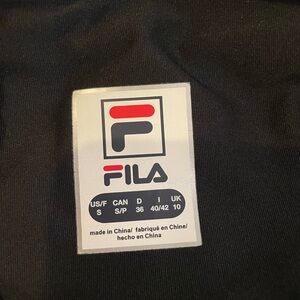 F
FILA
US/F CAN D I UK
S S/P 36 40/42 10
made in China/ fabriqué en Chine/
hecho en China